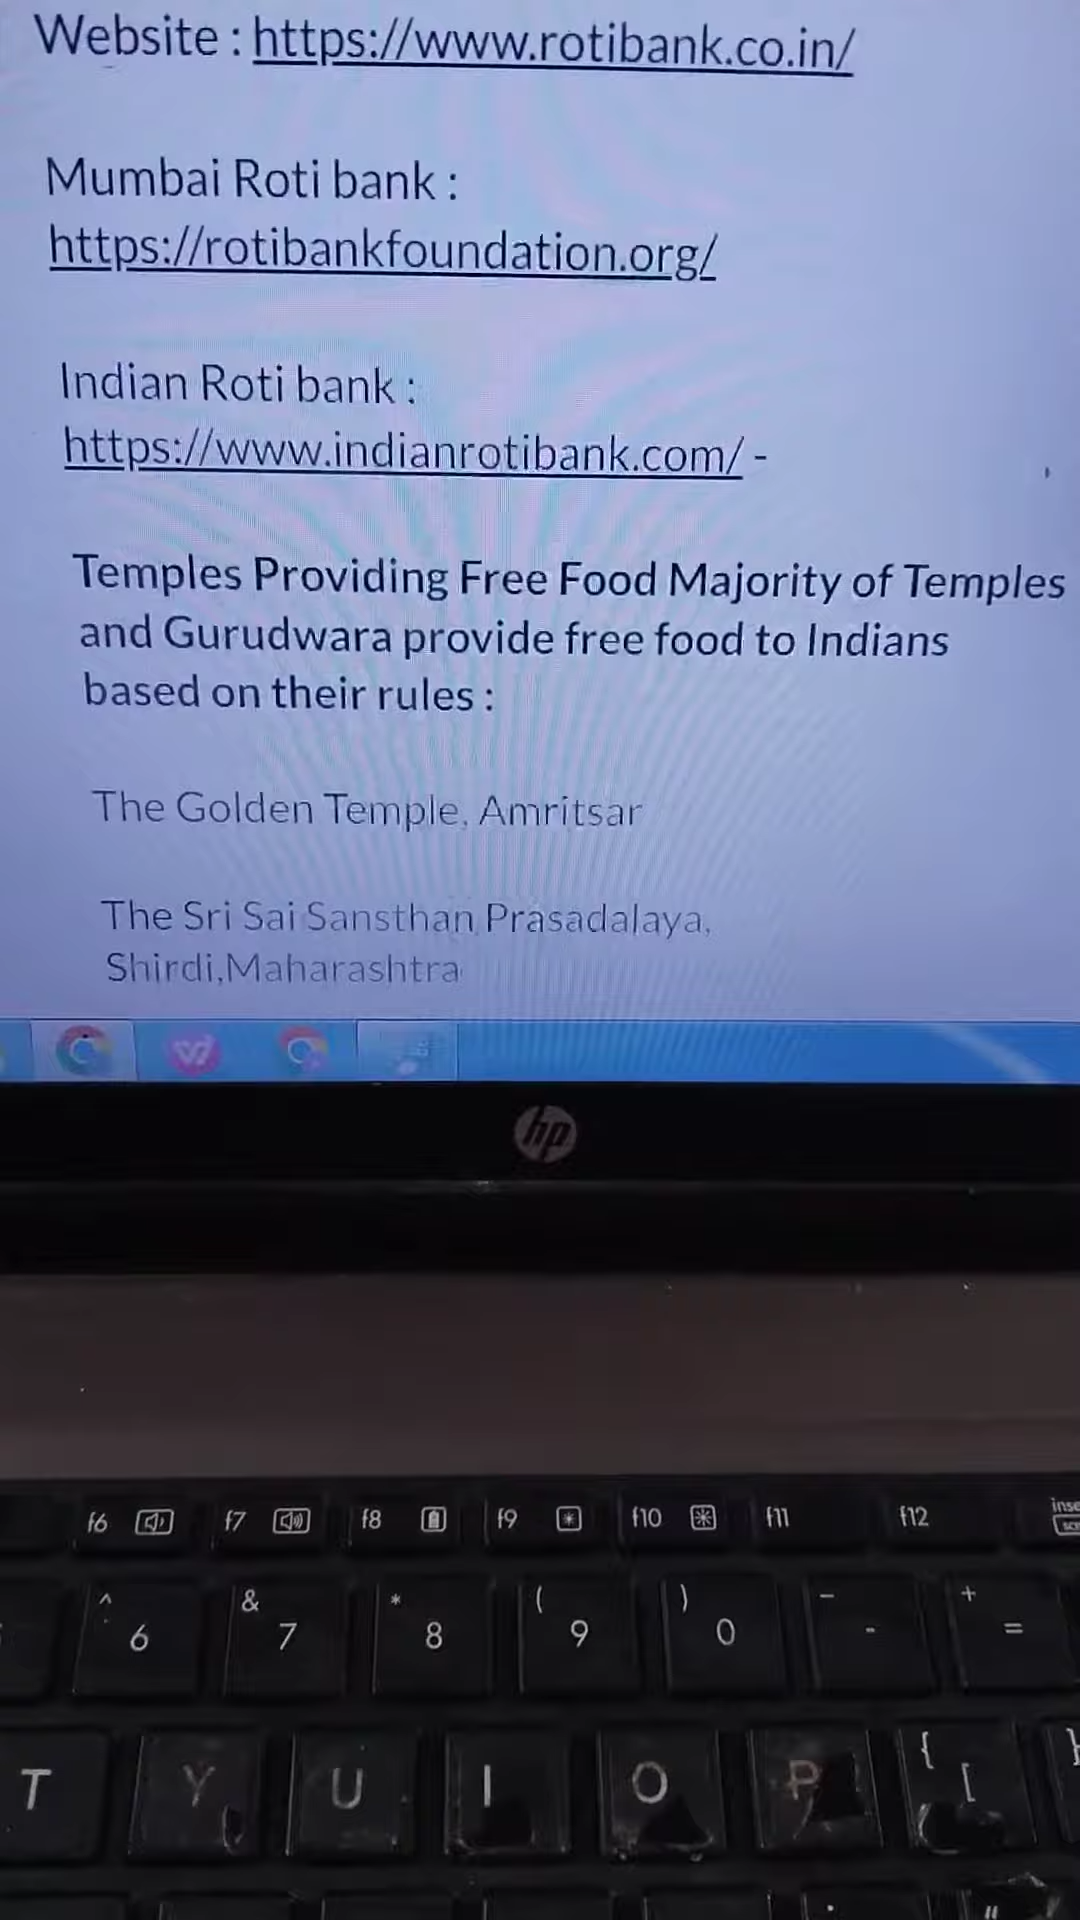 Website : https://www.rotibank.co.in/
Mumbai Roti bank :
https://rotibankfoundation.org/
Indian Roti bank :
https://www.indianrotibank.com/ -
Temples Providing Free Food Majority of Temples
and Gurudwara provide free food to Indians
based on their rules :
The Golden Temple, Amritsar
The Sri Sai Sansthan Prasadalaya,
Shirdi,Maharashtra
hp
f6 f7 f8 f9 f10 f11 f12
^ & * ( ) – +
6 7 8 9 0 - =
T Y U I O P { [
"